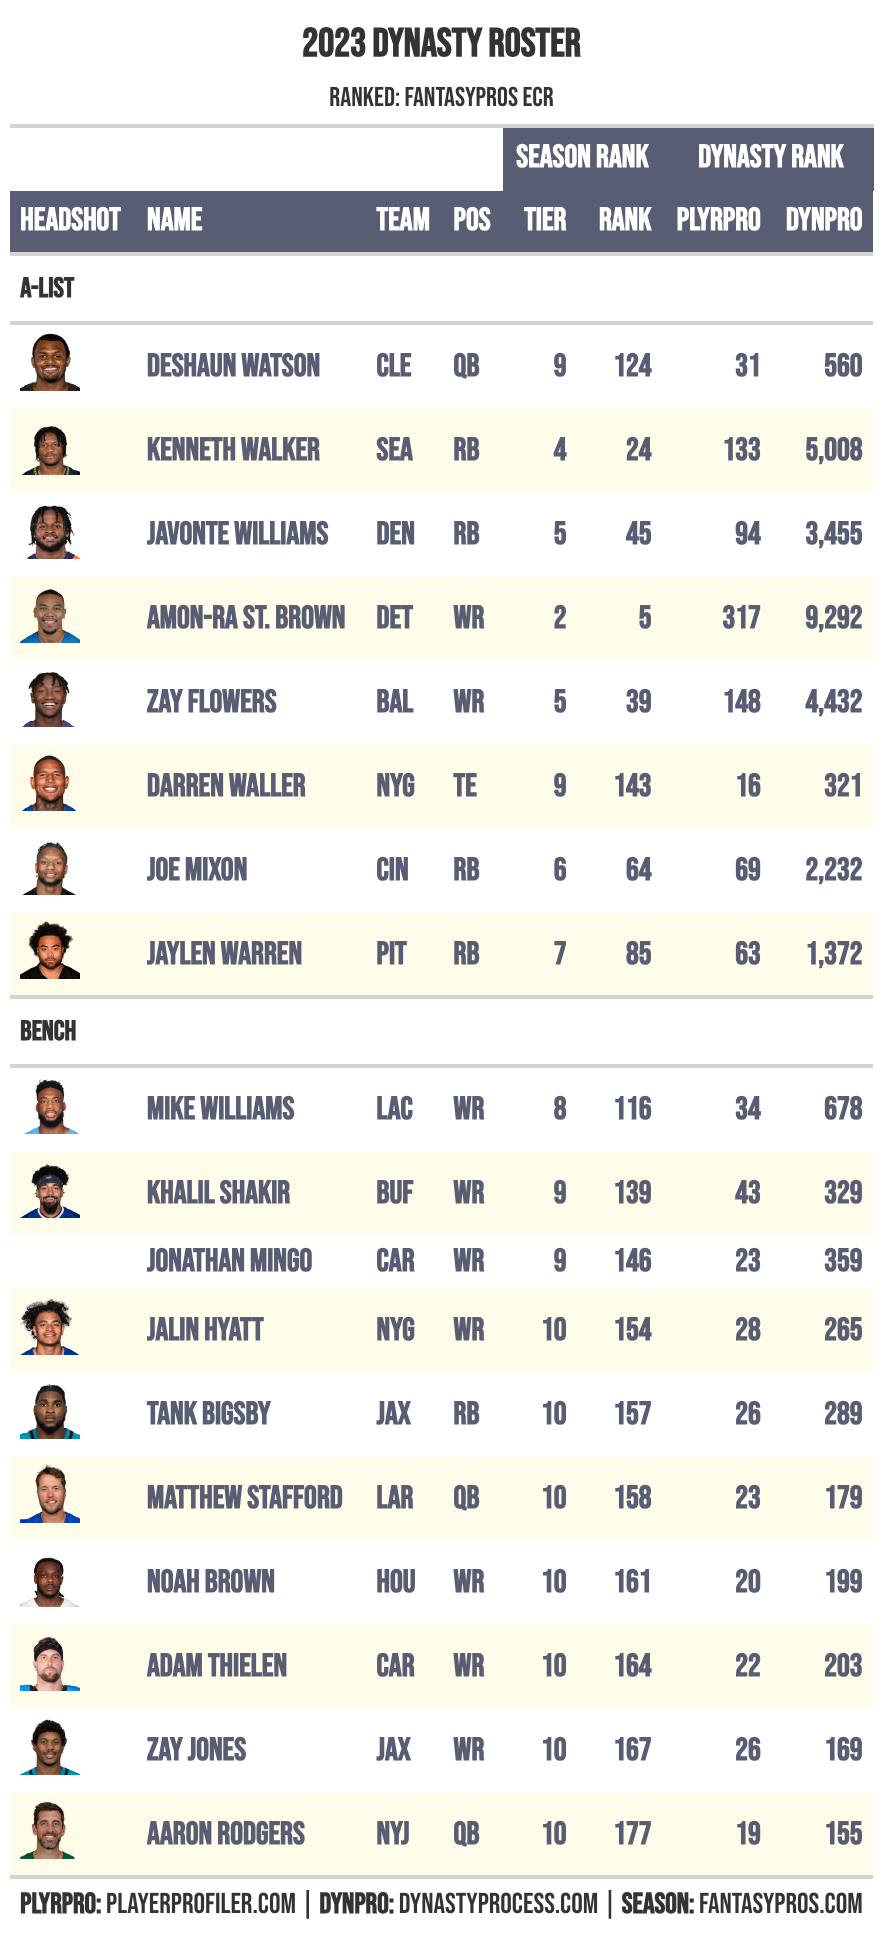 2023 DYNASTY ROSTER
RANKED: FANTASYPROS ECR
SEASON RANK DYNASTY RANK
HEADSHOT NAME TEAM POS TIER RANK PLYRPRO DYNPRO
A-LIST
DESHAUN WATSON CLE QB 9 124 31 560
KENNETH WALKER SEA RB 4 24 133 5,008
JAVONTE WILLIAMS DEN RB 5 45 94 3,455
AMON-RA ST. BROWN DET WR 2 5 317 9,292
ZAY FLOWERS BAL WR 5 39 148 4,432
DARREN WALLER NYG TE 9 143 16 321
JOE MIXON CIN RB 6 64 69 2,232
JAYLEN WARREN PIT RB 7 85 63 1,372
BENCH
MIKE WILLIAMS LAC WR 8 116 34 678
KHALIL SHAKIR BUF WR 9 139 43 329
JONATHAN MINGO CAR WR 9 146 23 359
JALIN HYATT NYG WR 10 154 28 265
TANK BIGSBY JAX RB 10 157 26 289
MATTHEW STAFFORD LAR QB 10 158 23 179
NOAH BROWN HOU WR 10 161 20 199
ADAM THIELEN CAR WR 10 164 22 203
ZAY JONES JAX WR 10 167 26 169
AARON RODGERS NYJ QB 10 177 19 155
PLYRPRO: PLAYERPROFILER.COM | DYNPRO: DYNASTYPROCESS.COM | SEASON: FANTASYPROS.COM